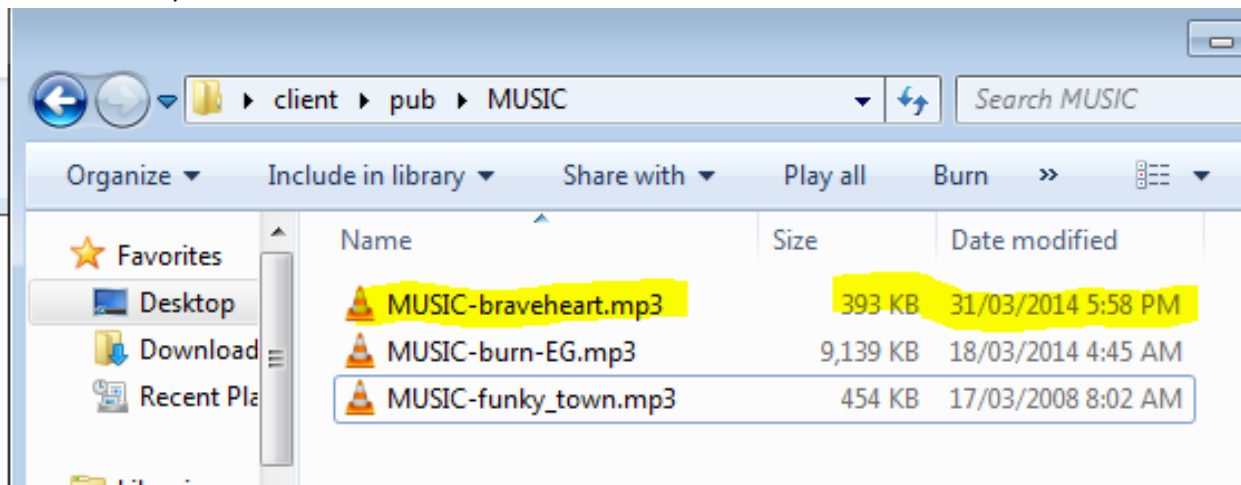 client ▸ pub ▸ MUSIC Search MUSIC
Organize Include in library Share with Play all Burn »
Favorites Name Size Date modified
Desktop MUSIC-braveheart.mp3 393 KB 31/03/2014 5:58 PM
Download MUSIC-burn-EG.mp3 9,139 KB 18/03/2014 4:45 AM
Recent Pla MUSIC-funky_town.mp3 454 KB 17/03/2008 8:02 AM